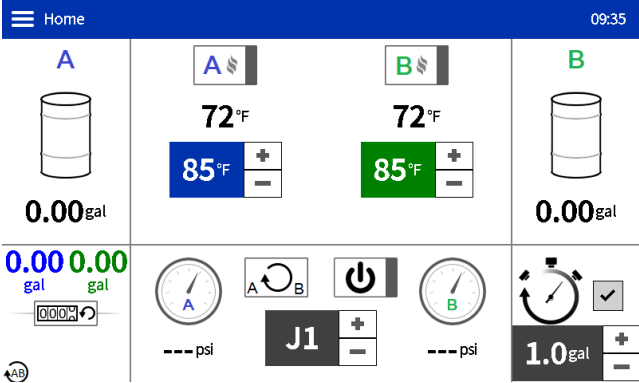 Home 09:35
A
A
B
B
72°F
72°F
85°F
85°F
0.00gal
0.00gal
0.00 gal
0.00 gal
000
A
A B
B
--- psi
J1
--- psi
1.0gal
AB